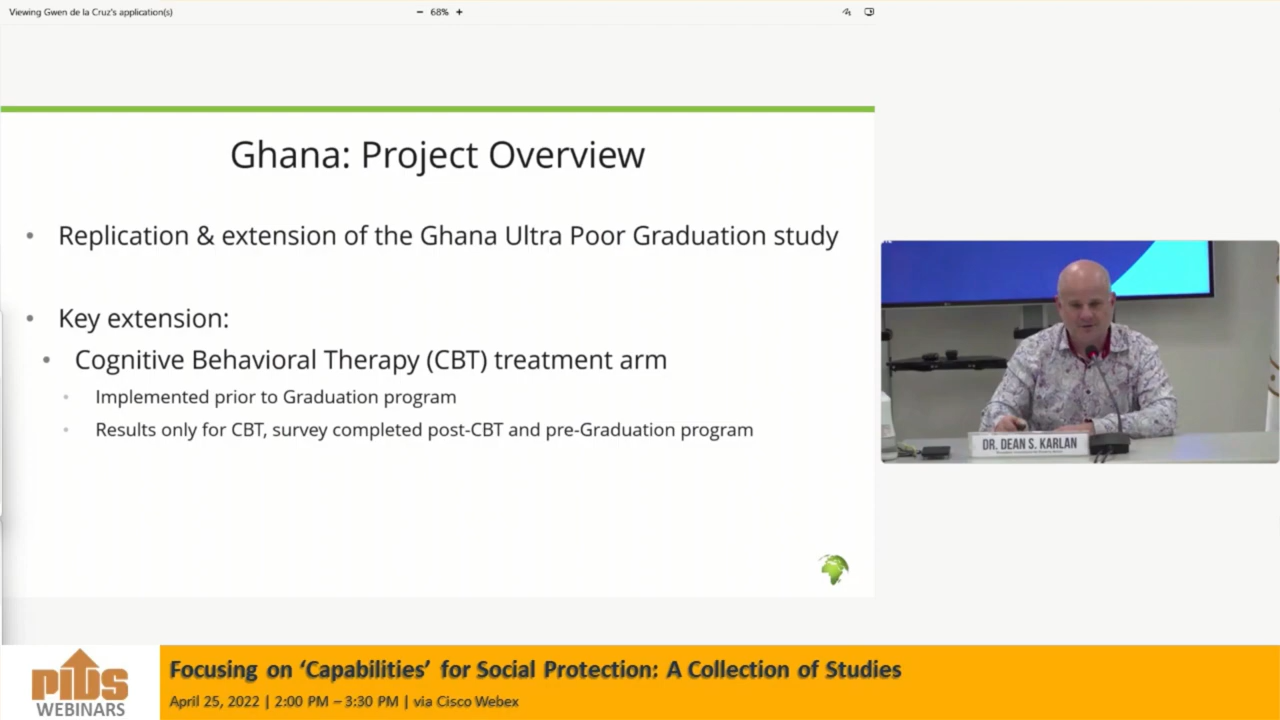 Viewing Gwen de la Cruz's application(s)
− 68% +
Ghana: Project Overview
• Replication & extension of the Ghana Ultra Poor Graduation study
• Key extension:
• Cognitive Behavioral Therapy (CBT) treatment arm
• Implemented prior to Graduation program
• Results only for CBT, survey completed post-CBT and pre-Graduation program
DR. DEAN S. KARLAN
PIDS
WEBINARS
Focusing on ‘Capabilities’ for Social Protection: A Collection of Studies
April 25, 2022 | 2:00 PM – 3:30 PM | via Cisco Webex